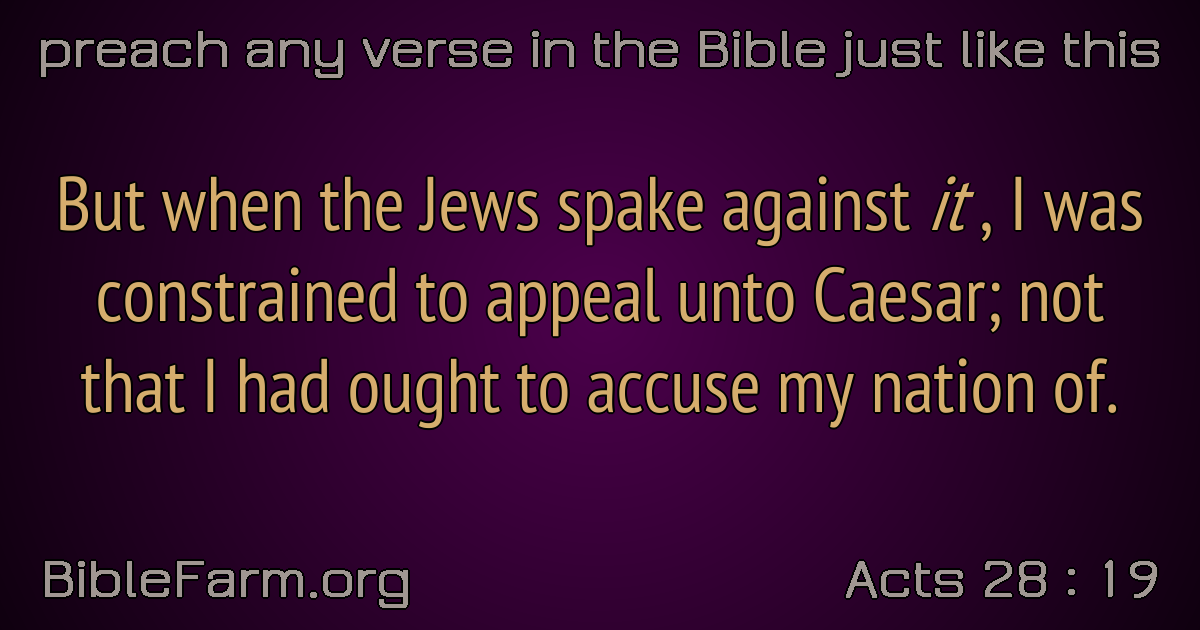 preach any verse in the Bible just like this
But when the Jews spake against it , I was
constrained to appeal unto Caesar; not
that I had ought to accuse my nation of.
BibleFarm.org
Acts 28 : 19